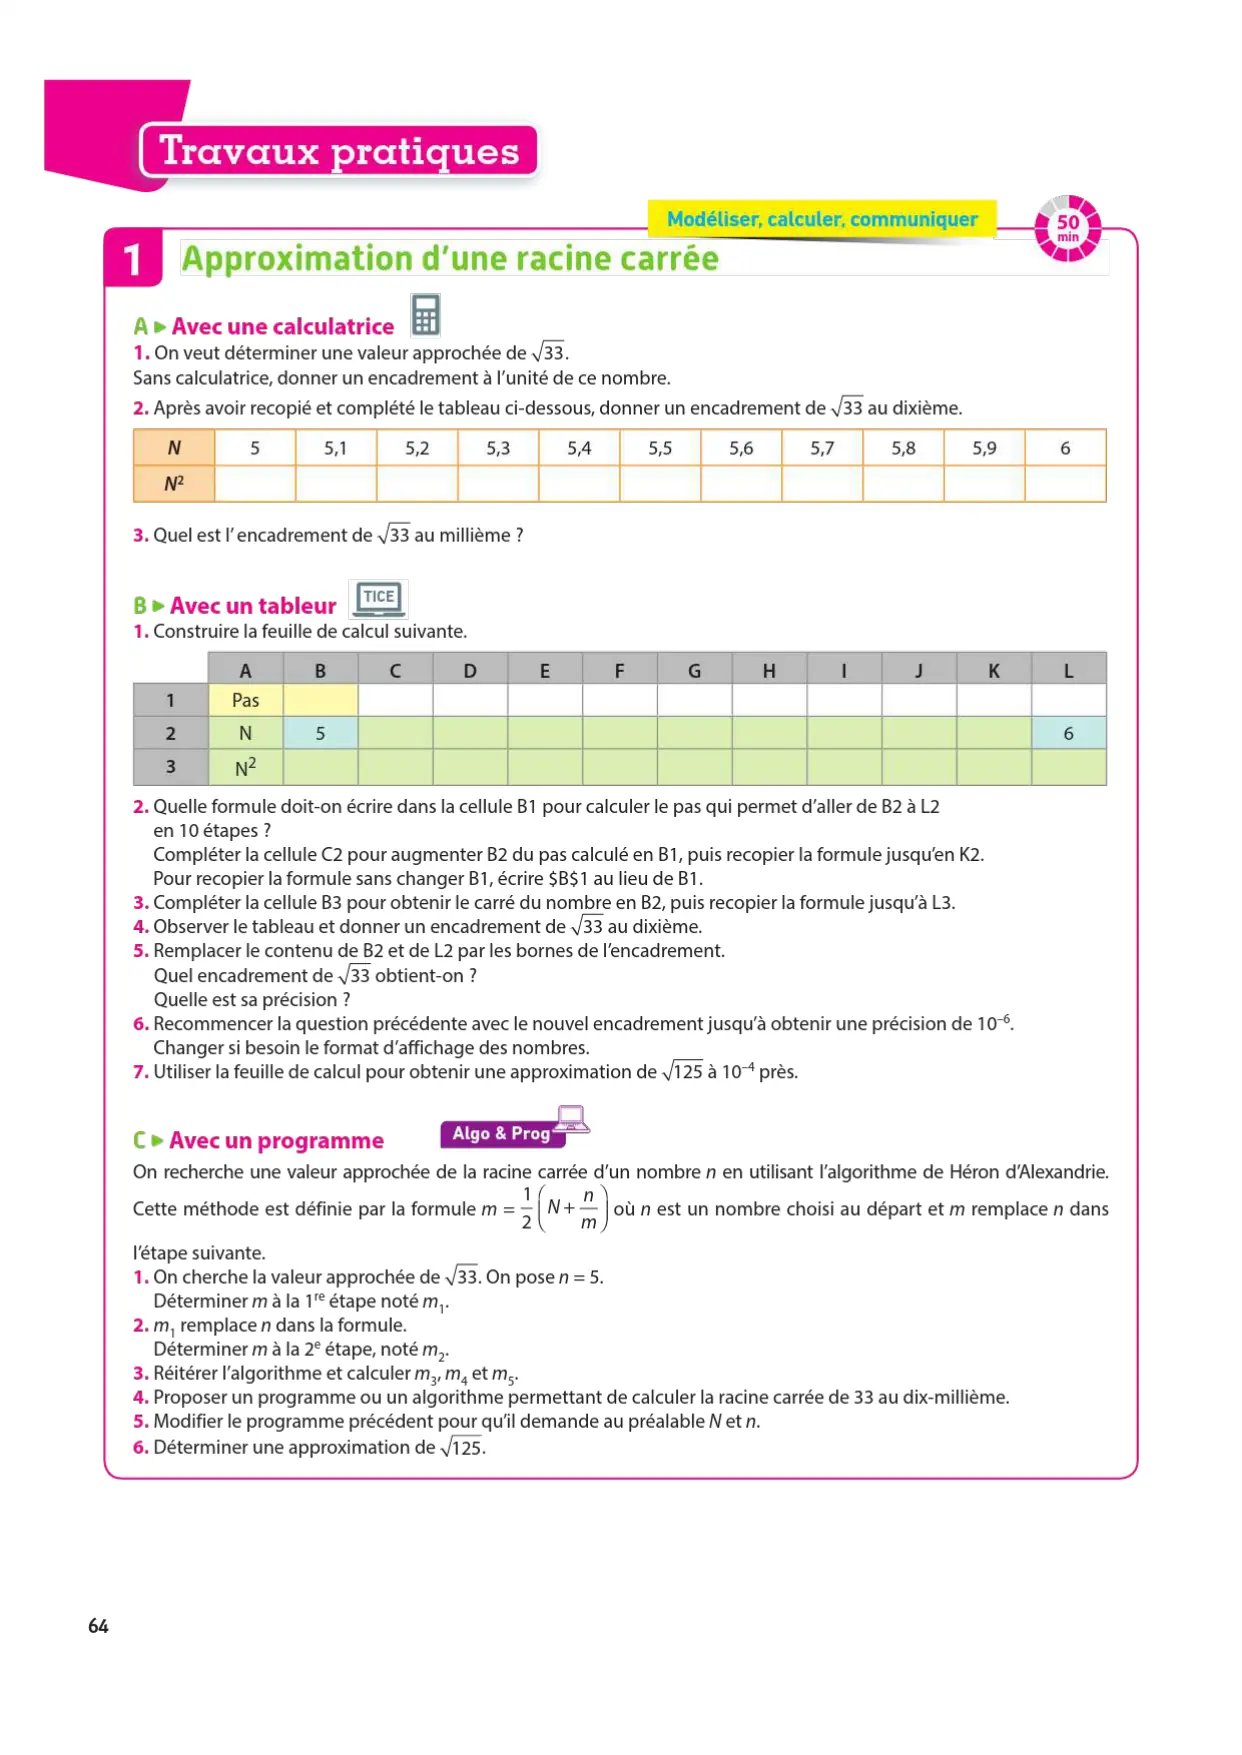 Travaux pratiques
Modéliser, calculer, communiquer
50
min
1 Approximation d’une racine carrée
A Avec une calculatrice
1. On veut déterminer une valeur approchée de √33.
Sans calculatrice, donner un encadrement à l’unité de ce nombre.
2. Après avoir recopié et complété le tableau ci-dessous, donner un encadrement de √33 au dixième.
N 5 5,1 5,2 5,3 5,4 5,5 5,6 5,7 5,8 5,9 6
N²
3. Quel est l’encadrement de √33 au millième ?
B Avec un tableur TICE
1. Construire la feuille de calcul suivante.
A B C D E F G H I J K L
1 Pas
2 N 5 6
3 N²
2. Quelle formule doit-on écrire dans la cellule B1 pour calculer le pas qui permet d’aller de B2 à L2
en 10 étapes ?
Compléter la cellule C2 pour augmenter B2 du pas calculé en B1, puis recopier la formule jusqu’en K2.
Pour recopier la formule sans changer B1, écrire $B$1 au lieu de B1.
3. Compléter la cellule B3 pour obtenir le carré du nombre en B2, puis recopier la formule jusqu’à L3.
4. Observer le tableau et donner un encadrement de √33 au dixième.
5. Remplacer le contenu de B2 et de L2 par les bornes de l’encadrement.
Quel encadrement de √33 obtient-on ?
Quelle est sa précision ?
6. Recommencer la question précédente avec le nouvel encadrement jusqu’à obtenir une précision de 10⁻⁶.
Changer si besoin le format d’affichage des nombres.
7. Utiliser la feuille de calcul pour obtenir une approximation de √125 à 10⁻⁴ près.
C Avec un programme Algo & Prog
On recherche une valeur approchée de la racine carrée d’un nombre n en utilisant l’algorithme de Héron d’Alexandrie.
Cette méthode est définie par la formule m = 1/2 (N + n/m) où n est un nombre choisi au départ et m remplace n dans
l’étape suivante.
1. On cherche la valeur approchée de √33. On pose n = 5.
Déterminer m à la 1re étape noté m₁.
2. m₁ remplace n dans la formule.
Déterminer m à la 2e étape, noté m₂.
3. Réitérer l’algorithme et calculer m₃, m₄ et m₅.
4. Proposer un programme ou un algorithme permettant de calculer la racine carrée de 33 au dix-millième.
5. Modifier le programme précédent pour qu’il demande au préalable N et n.
6. Déterminer une approximation de √125.
64